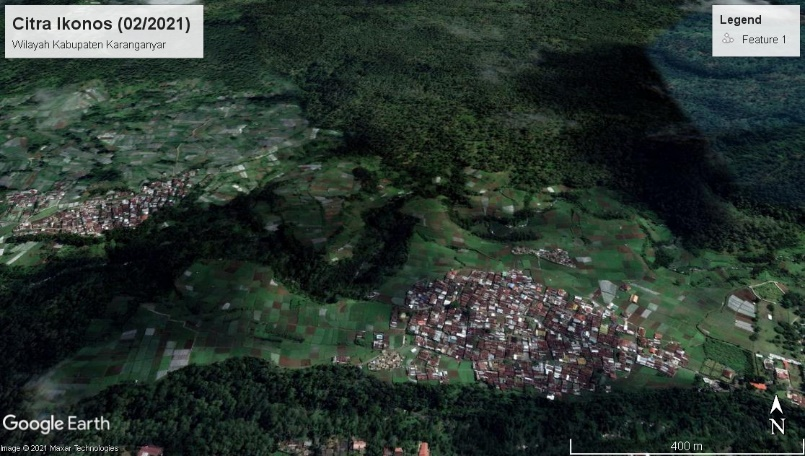 Citra Ikonos (02/2021)
Wilayah Kabupaten Karanganyar
Legend
Feature 1
Google Earth
Image © 2021 Maxar Technologies
N
400 m